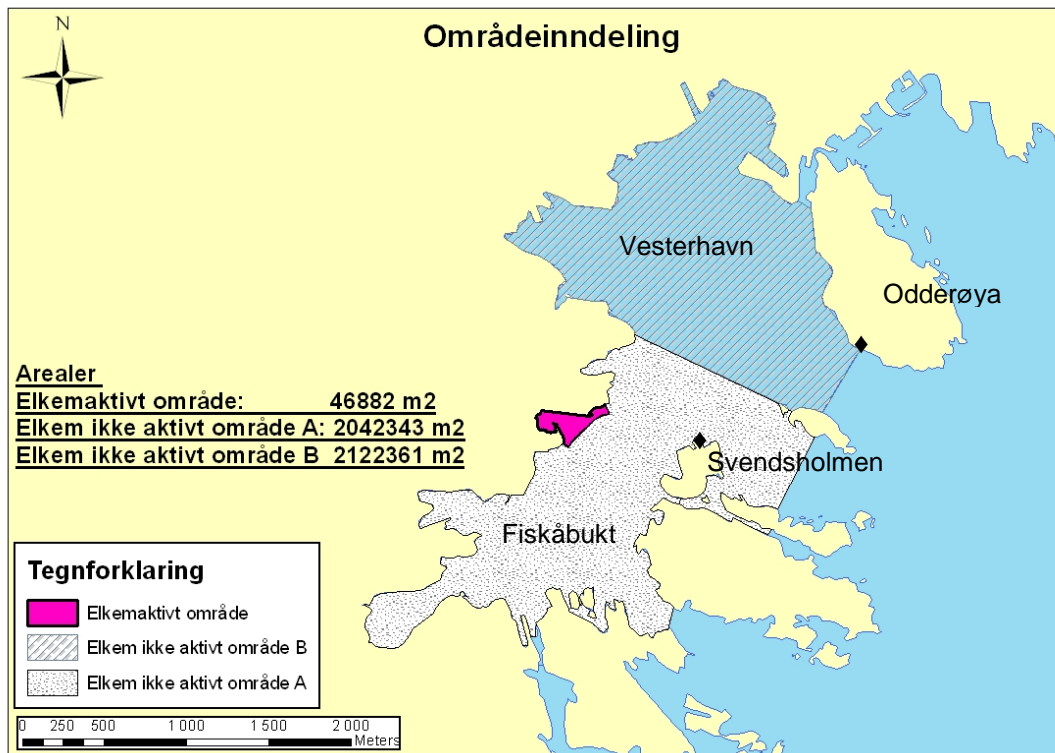 N
Områdeinndeling
Vesterhavn
Odderøya
Arealer
Elkemaktivt område: 46882 m2
Elkem ikke aktivt område A: 2042343 m2
Elkem ikke aktivt område B 2122361 m2
Svendsholmen
Fiskåbukt
Tegnforklaring
Elkemaktivt område
Elkem ikke aktivt område B
Elkem ikke aktivt område A
0 250 500 1 000 1 500 2 000
Meters